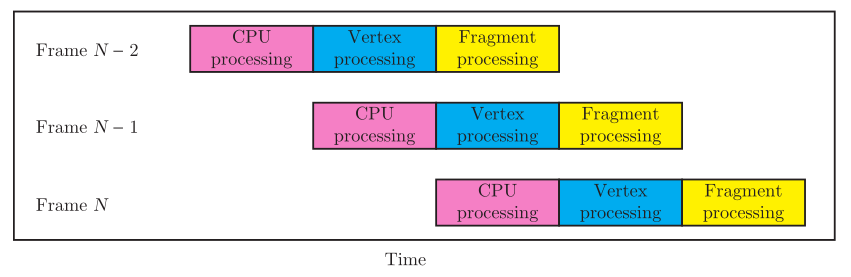 Frame N − 2
CPU
processing
Vertex
processing
Fragment
processing
Frame N − 1
CPU
processing
Vertex
processing
Fragment
processing
Frame N
CPU
processing
Vertex
processing
Fragment
processing
Time